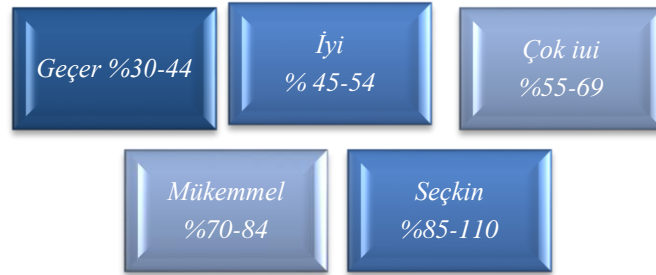 Geçer %30-44
İyi
% 45-54
Çok iui
%55-69
Mükemmel
%70-84
Seçkin
%85-110